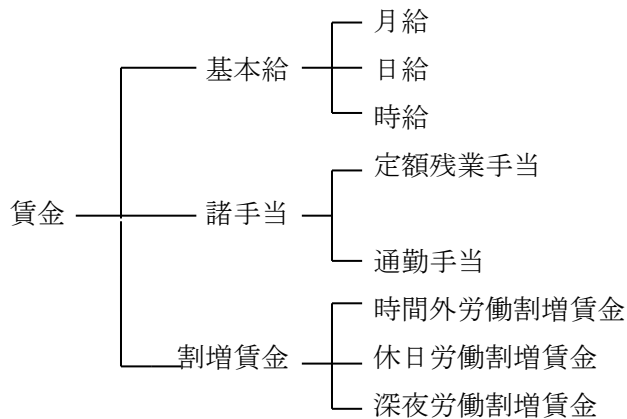 賃金
基本給
月給
日給
時給
諸手当
定額残業手当
通勤手当
割増賃金
時間外労働割増賃金
休日労働割増賃金
深夜労働割増賃金